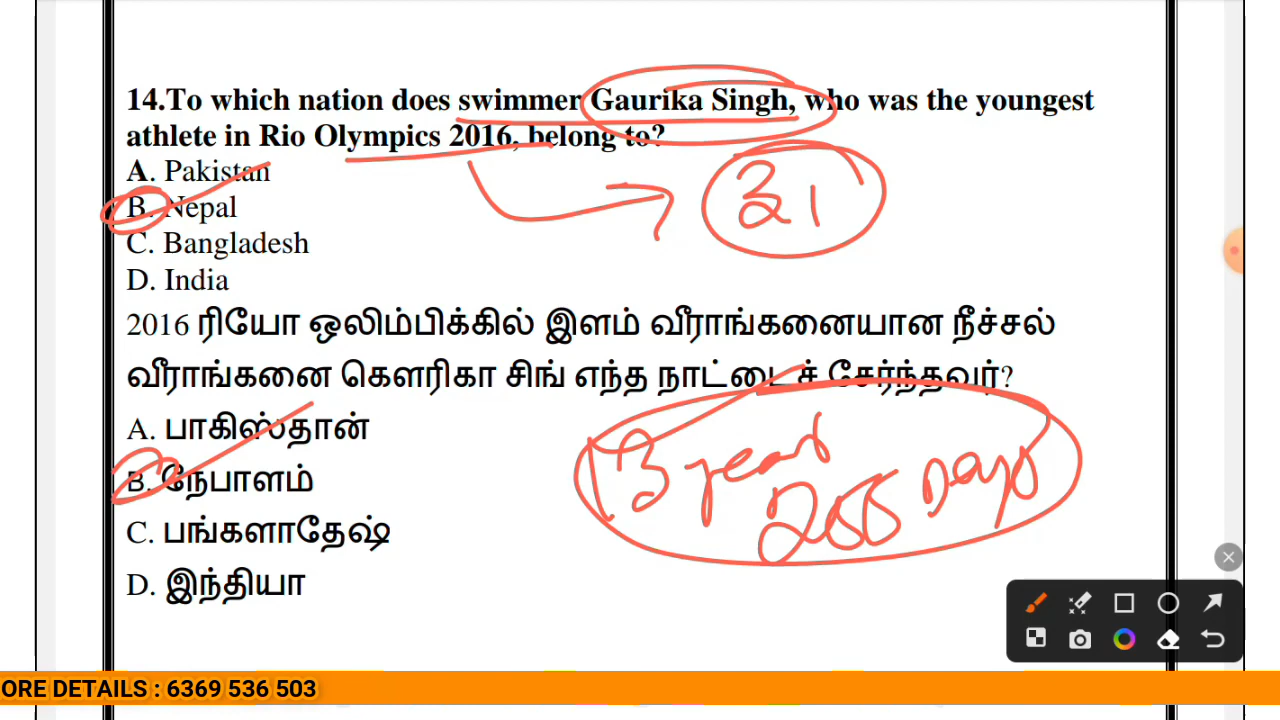 14.To which nation does swimmer Gaurika Singh, who was the youngest
athlete in Rio Olympics 2016, belong to?
A. Pakistan
B. Nepal
31
C. Bangladesh
D. India
2016 ரியோ ஒலிம்பிக்கில் இளம் வீராங்கனையான நீச்சல்
வீராங்கனை கௌரிகா சிங் எந்த நாட்டைச் சேர்ந்தவர்?
A. பாகிஸ்தான்
13 year
days
B. நேபாளம்
C. பங்களாதேஷ்
D. இந்தியா
ORE DETAILS : 6369 536 503